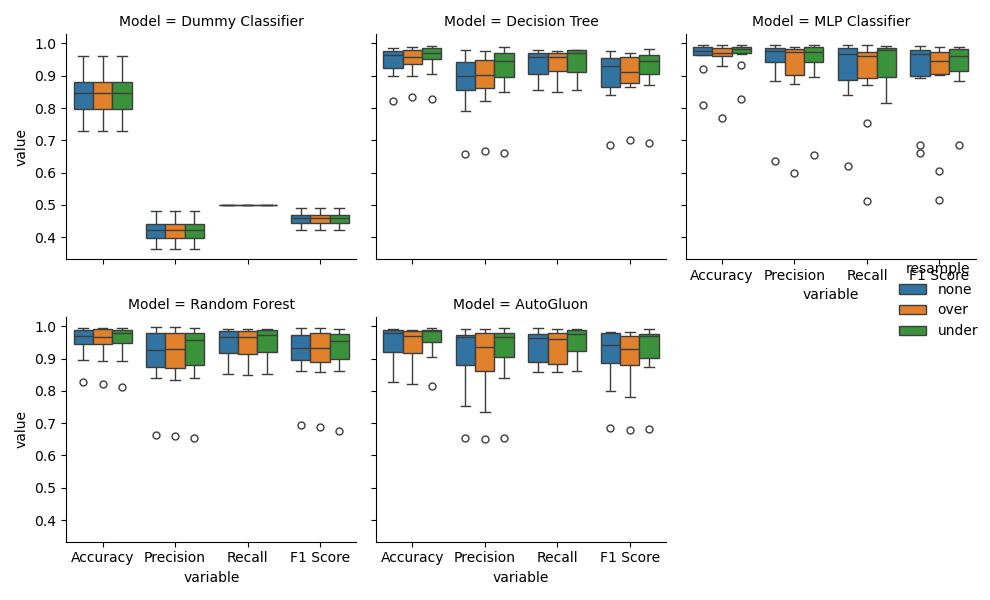 Model = Dummy Classifier
Model = Decision Tree
Model = MLP Classifier
1.0
0.9
0.8
0.7
0.6
0.5
0.4
value
Accuracy Precision Recall F1 Score
variable
resample
none
over
under
Model = Random Forest
Model = AutoGluon
1.0
0.9
0.8
0.7
0.6
0.5
0.4
value
Accuracy Precision Recall F1 Score
variable
Accuracy Precision Recall F1 Score
variable